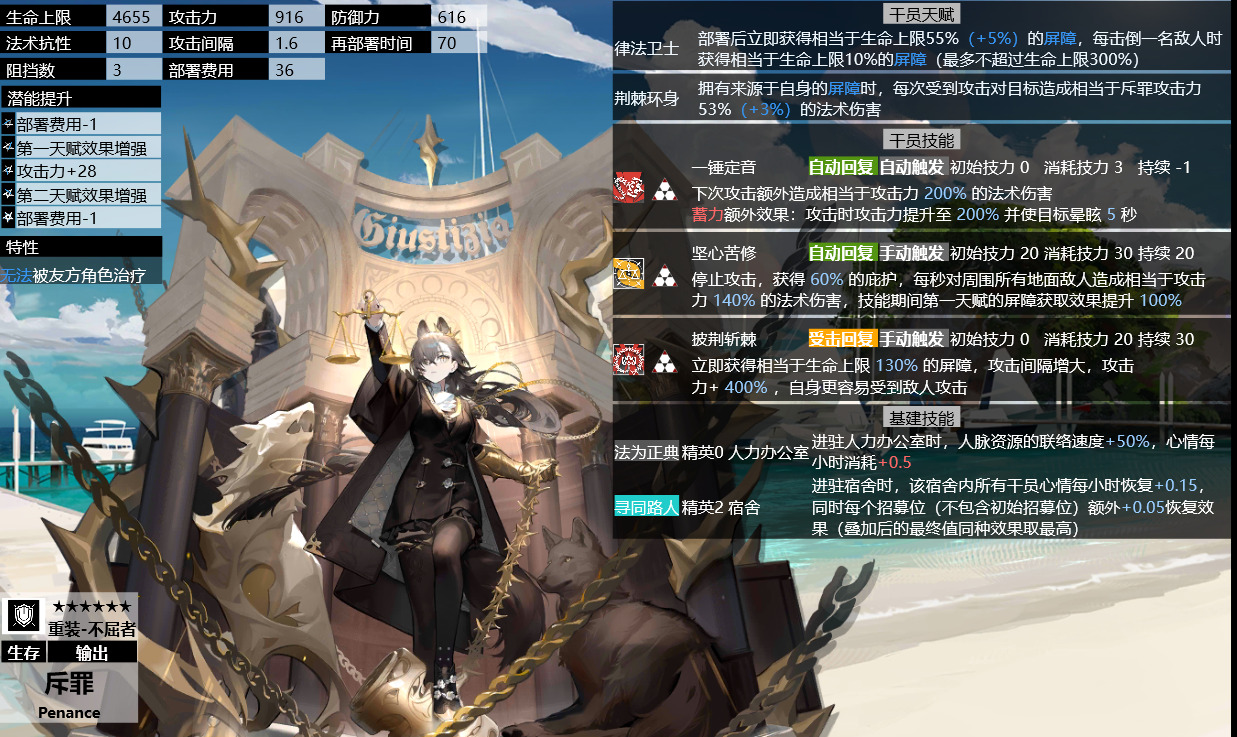 生命上限 4655 攻击力 916 防御力 616
法术抗性 10 攻击间隔 1.6 再部署时间 70
阻挡数 3 部署费用 36
潜能提升
部署费用-1
第一天赋效果增强
攻击力+28
第二天赋效果增强
部署费用-1
特性
无法被友方角色治疗
Giustizia
★★★★★★
重装-不屈者
生存 输出
斥罪
Penance
干员天赋
律法卫士
部署后立即获得相当于生命上限55%（+5%）的屏障，每击倒一名敌人时
获得相当于生命上限10%的屏障（最多不超过生命上限300%）
荆棘环身
拥有来源于自身的屏障时，每次受到攻击对目标造成相当于斥罪攻击力
53%（+3%）的法术伤害
干员技能
一锤定音 自动回复 自动触发 初始技力 0 消耗技力 3 持续 -1
下次攻击额外造成相当于攻击力 200% 的法术伤害
蓄力额外效果：攻击时攻击力提升至 200% 并使目标晕眩 5 秒
坚心苦修 自动回复 手动触发 初始技力 20 消耗技力 30 持续 20
停止攻击，获得 60% 的庇护，每秒对周围所有地面敌人造成相当于攻击
力 140% 的法术伤害，技能期间第一天赋的屏障获取效果提升 100%
披荆斩棘 受击回复 手动触发 初始技力 0 消耗技力 20 持续 30
立即获得相当于生命上限 130% 的屏障，攻击间隔增大，攻击
力+ 400% ，自身更容易受到敌人攻击
基建技能
法为正典 精英0 人力办公室
进驻人力办公室时，人脉资源的联络速度+50%，心情每
小时消耗+0.5
寻同路人 精英2 宿舍
进驻宿舍时，该宿舍内所有干员心情每小时恢复+0.15，
同时每个招募位（不包含初始招募位）额外+0.05恢复效
果（叠加后的最终值同种效果取最高）